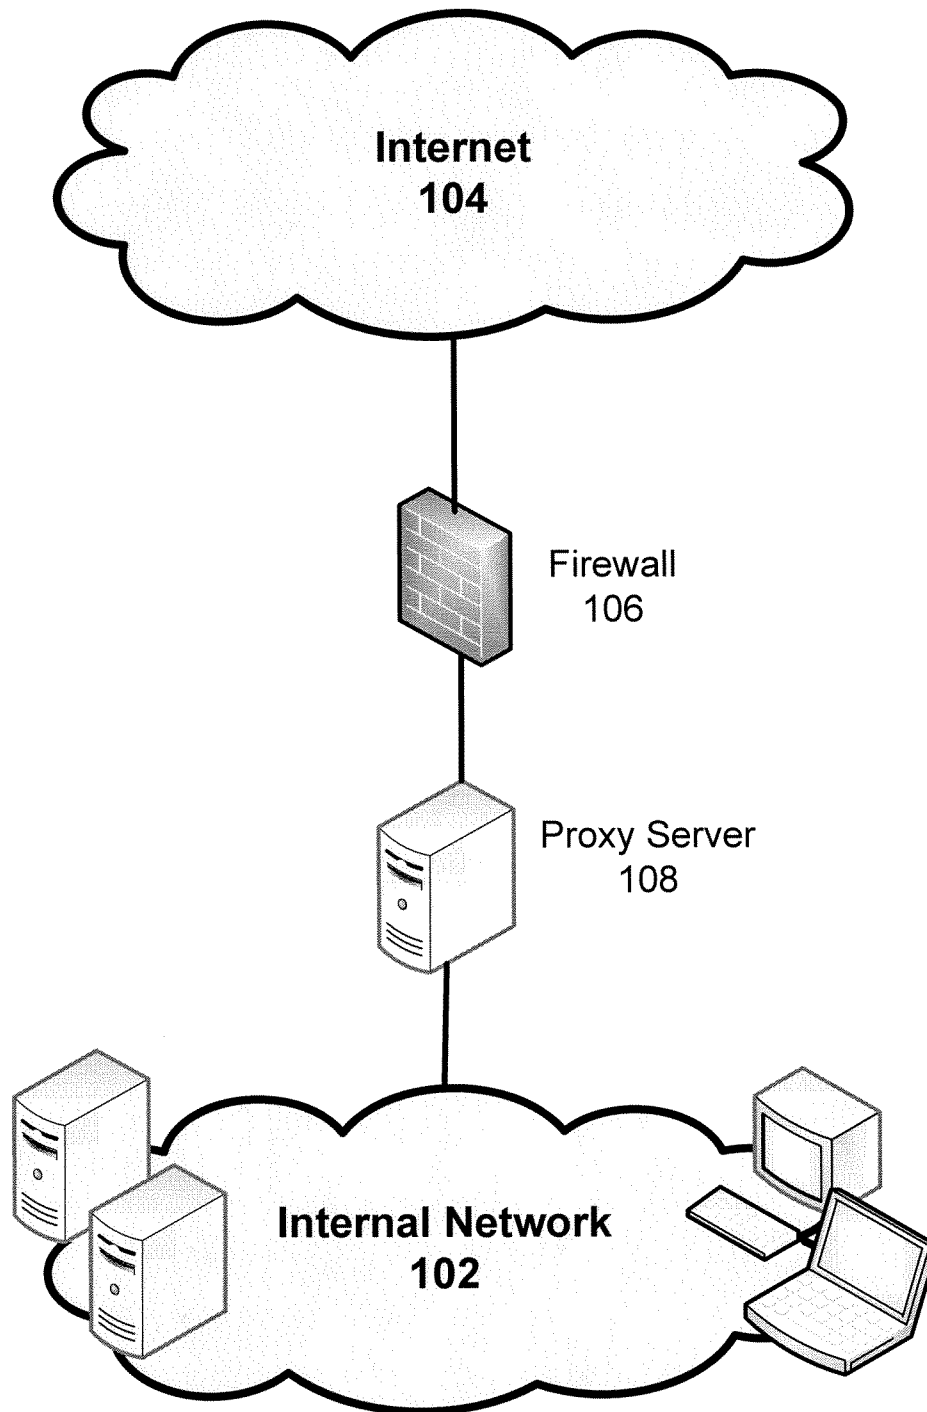 Internet
104
Firewall
106
Proxy Server
108
Internal Network
102